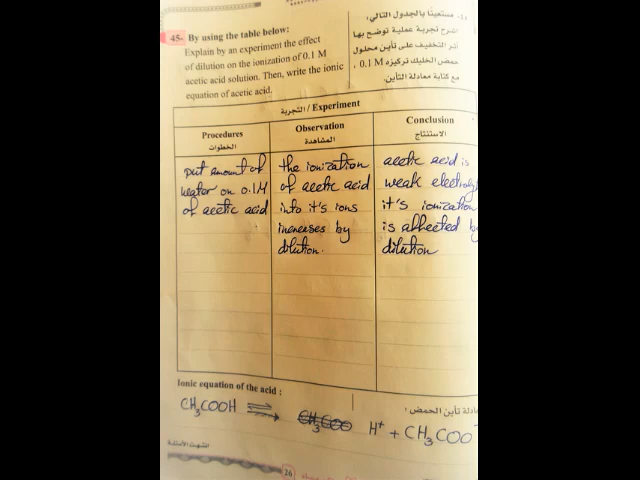 45- By using the table below:
Explain by an experiment the effect
of dilution on the ionization of 0.1 M
acetic acid solution. Then, write the ionic
equation of acetic acid.
مستعينا بالجدول التالي،
اشرح تجربة عملية توضح بها
أثر التخفيف على تأين محلول
حمض الخليك تركيزه 0.1 M ،
مع كتابة معادلة التأين.
التجربة / Experiment
Procedures
الخطوات
Observation
المشاهدة
Conclusion
الاستنتاج
put amount of
water on 0.1M
of acetic acid
the ionization
of acetic acid
into it's ions
increases by
dilution.
acetic acid is
weak
it's ionization
is affected by
dilution
Ionic equation of the acid :
معادلة تأين الحمض :
CH₃COOH ⇌ H⁺ + CH₃COO⁻
انتهت الأسئلة
26